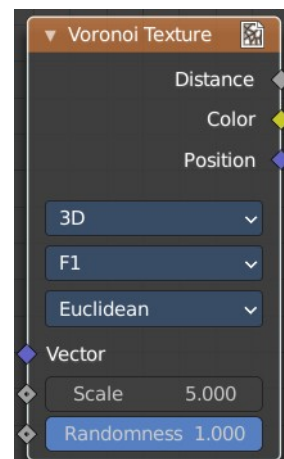 Voronoi Texture
Distance
Color
Position
3D
F1
Euclidean
Vector
Scale 5.000
Randomness 1.000